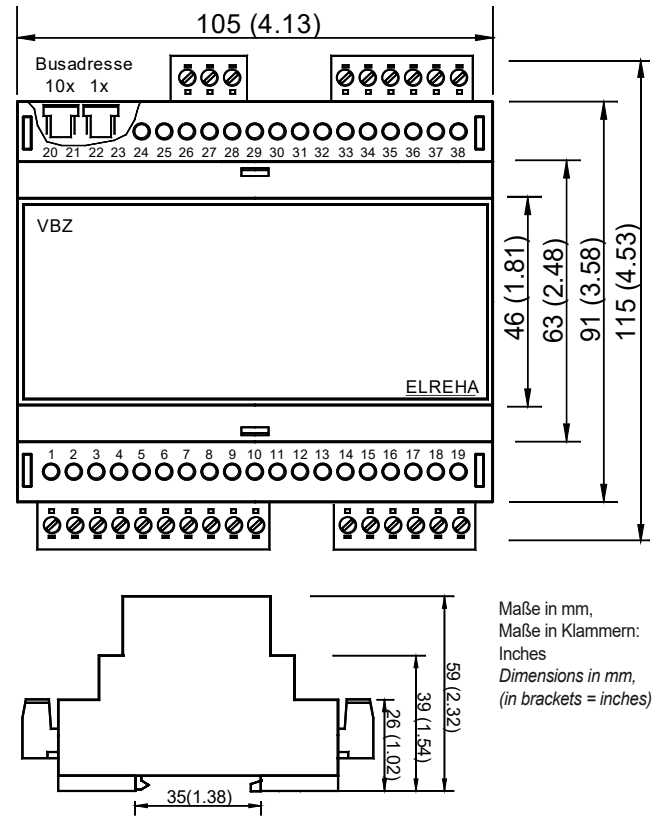 105 (4.13)
Busadresse
10x 1x
20 21 22 23 24 25 26 27 28 29 30 31 32 33 34 35 36 37 38
VBZ
ELREHA
46 (1.81)
63 (2.48)
91 (3.58)
115 (4.53)
1 2 3 4 5 6 7 8 9 10 11 12 13 14 15 16 17 18 19
Maße in mm,
Maße in Klammern:
Inches
Dimensions in mm,
(in brackets = inches)
59 (2.32)
39 (1.54)
26 (1.02)
35(1.38)